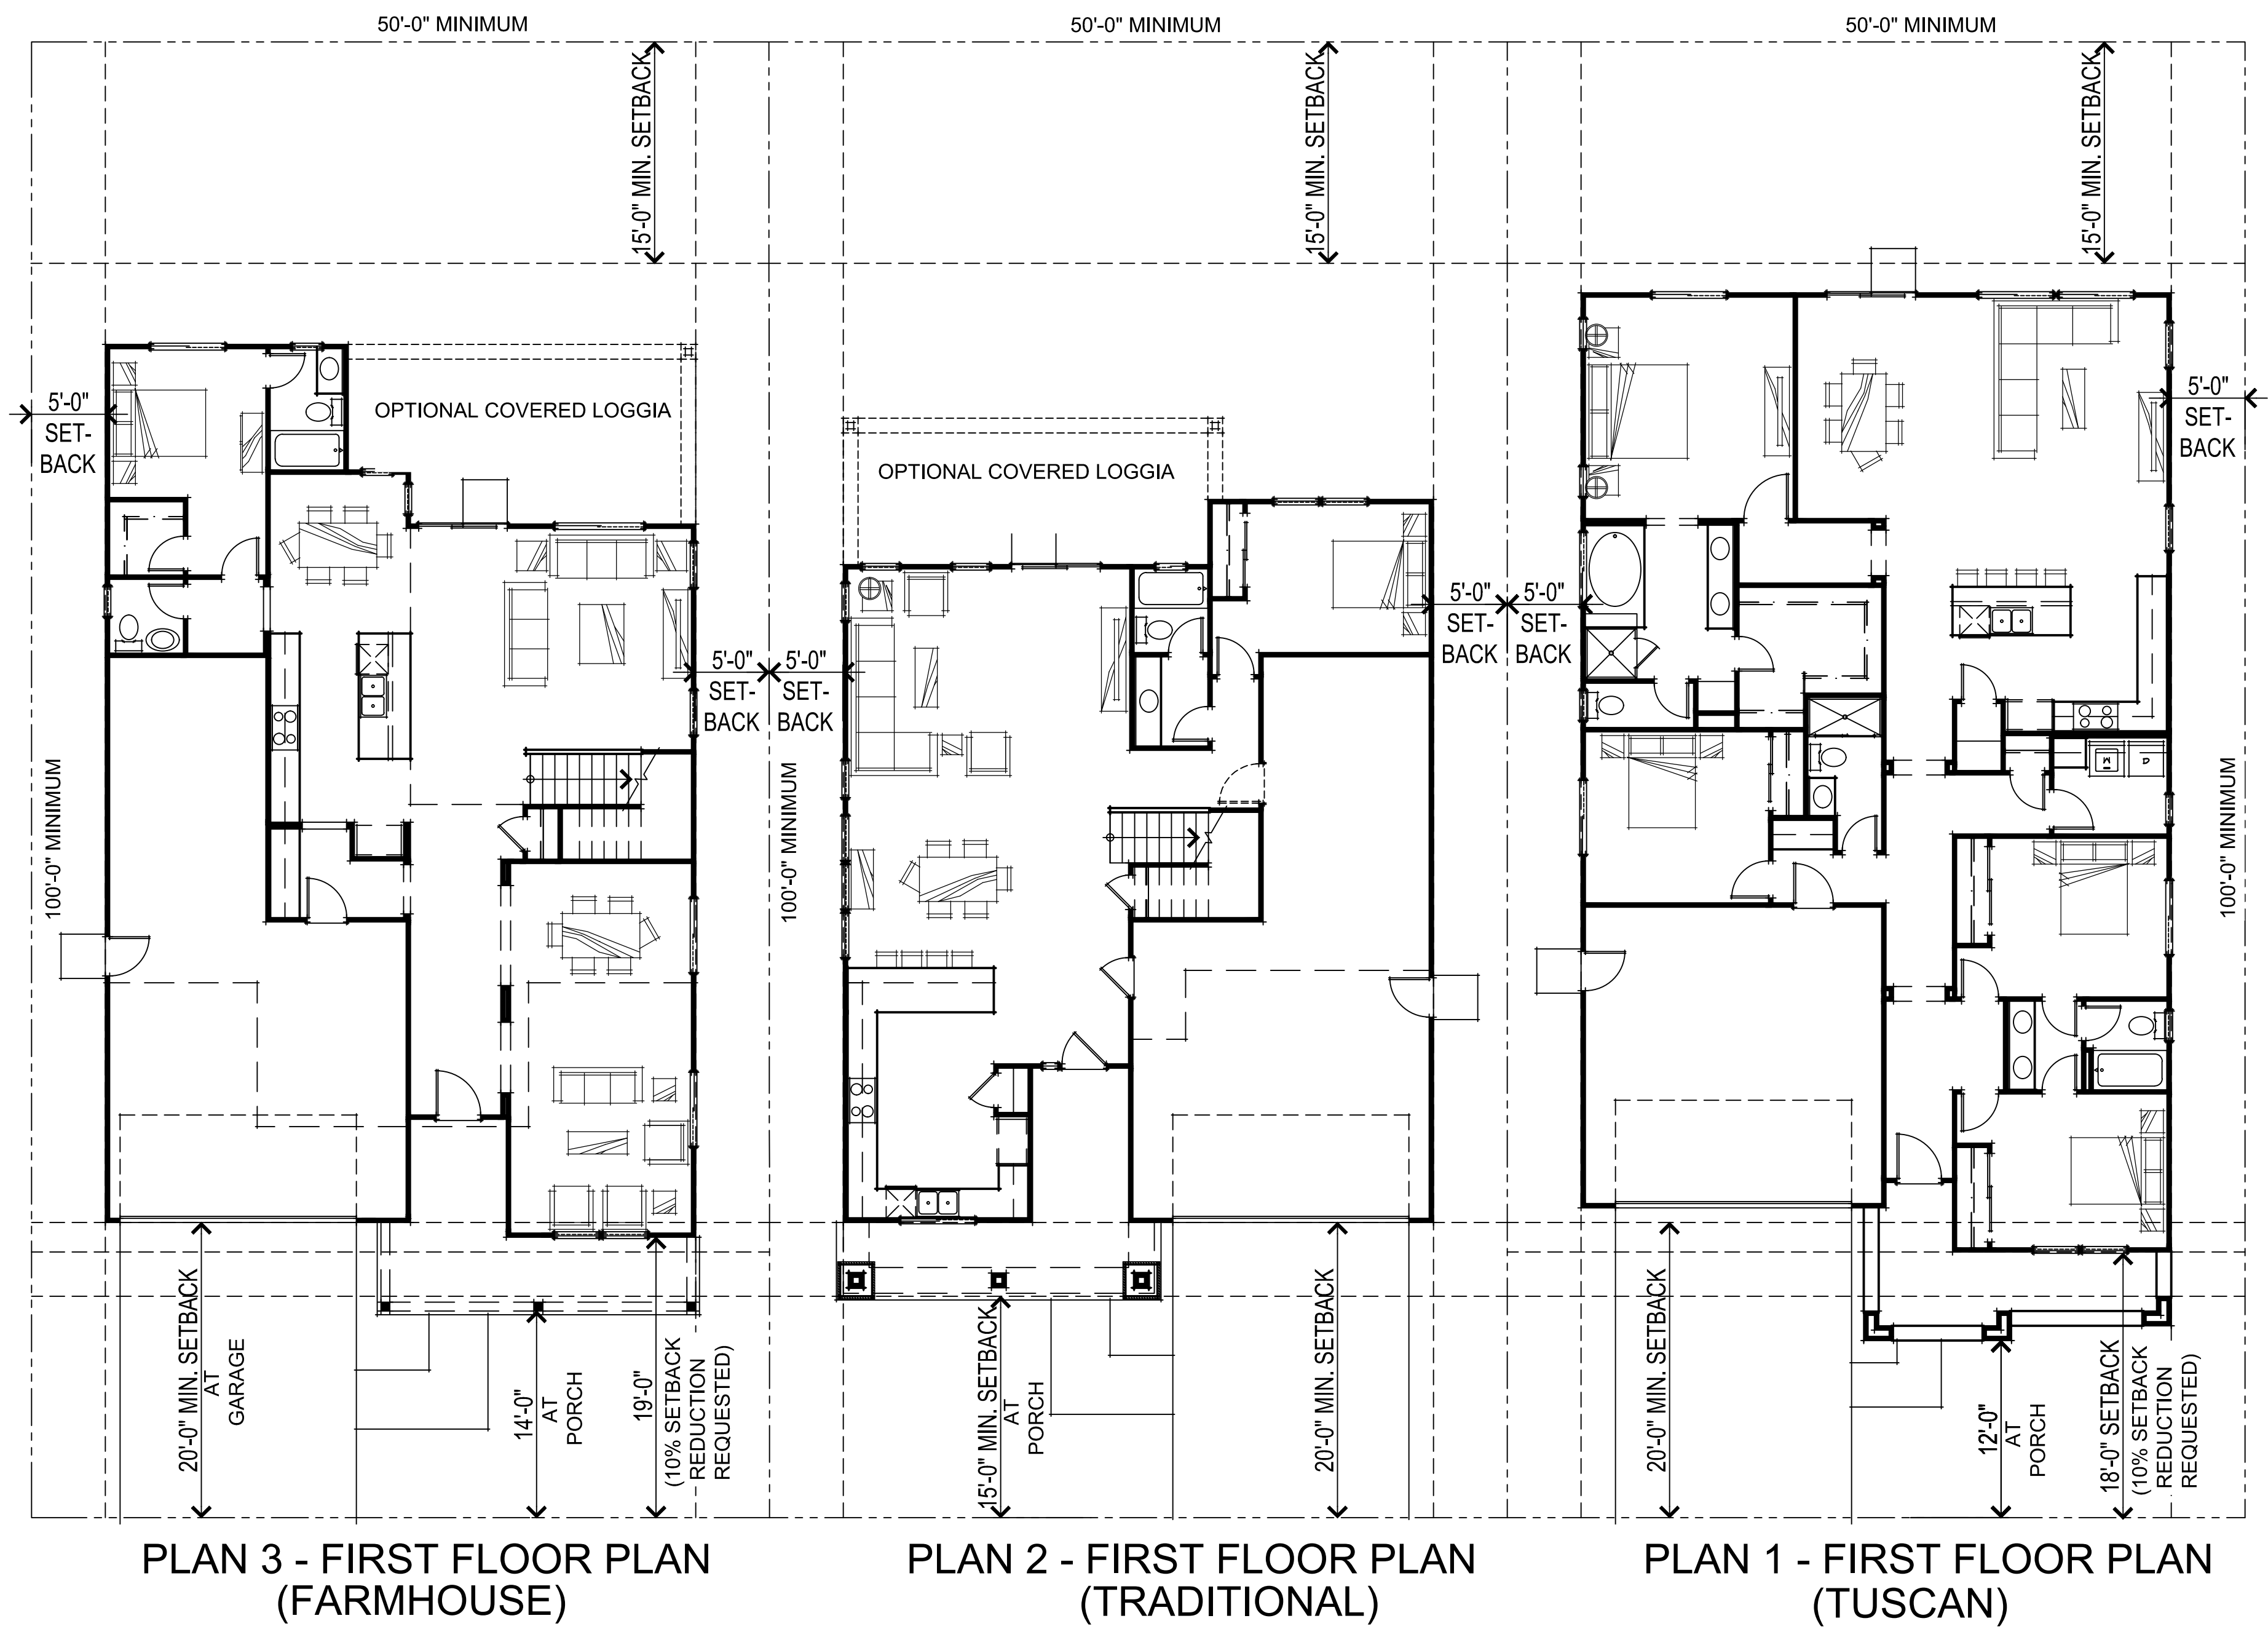 50'-0" MINIMUM
50'-0" MINIMUM
50'-0" MINIMUM
15'-0" MIN. SETBACK
15'-0" MIN. SETBACK
15'-0" MIN. SETBACK
5'-0"
SET-
BACK
OPTIONAL COVERED LOGGIA
OPTIONAL COVERED LOGGIA
5'-0"
SET-
BACK
5'-0"
SET-
BACK
5'-0"
SET-
BACK
5'-0"
SET-
BACK
5'-0"
SET-
BACK
100'-0" MINIMUM
100'-0" MINIMUM
100'-0" MINIMUM
W
D
20'-0" MIN. SETBACK
AT
GARAGE
14'-0"
AT
PORCH
19'-0"
(10% SETBACK
REDUCTION
REQUESTED)
15'-0" MIN. SETBACK
AT
PORCH
20'-0" MIN. SETBACK
20'-0" MIN. SETBACK
12'-0"
AT
PORCH
18'-0" SETBACK
(10% SETBACK
REDUCTION
REQUESTED)
PLAN 3 - FIRST FLOOR PLAN
(FARMHOUSE)
PLAN 2 - FIRST FLOOR PLAN
(TRADITIONAL)
PLAN 1 - FIRST FLOOR PLAN
(TUSCAN)